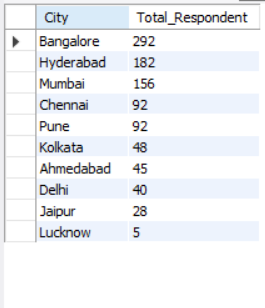 City Total_Respondent
Bangalore 292
Hyderabad 182
Mumbai 156
Chennai 92
Pune 92
Kolkata 48
Ahmedabad 45
Delhi 40
Jaipur 28
Lucknow 5